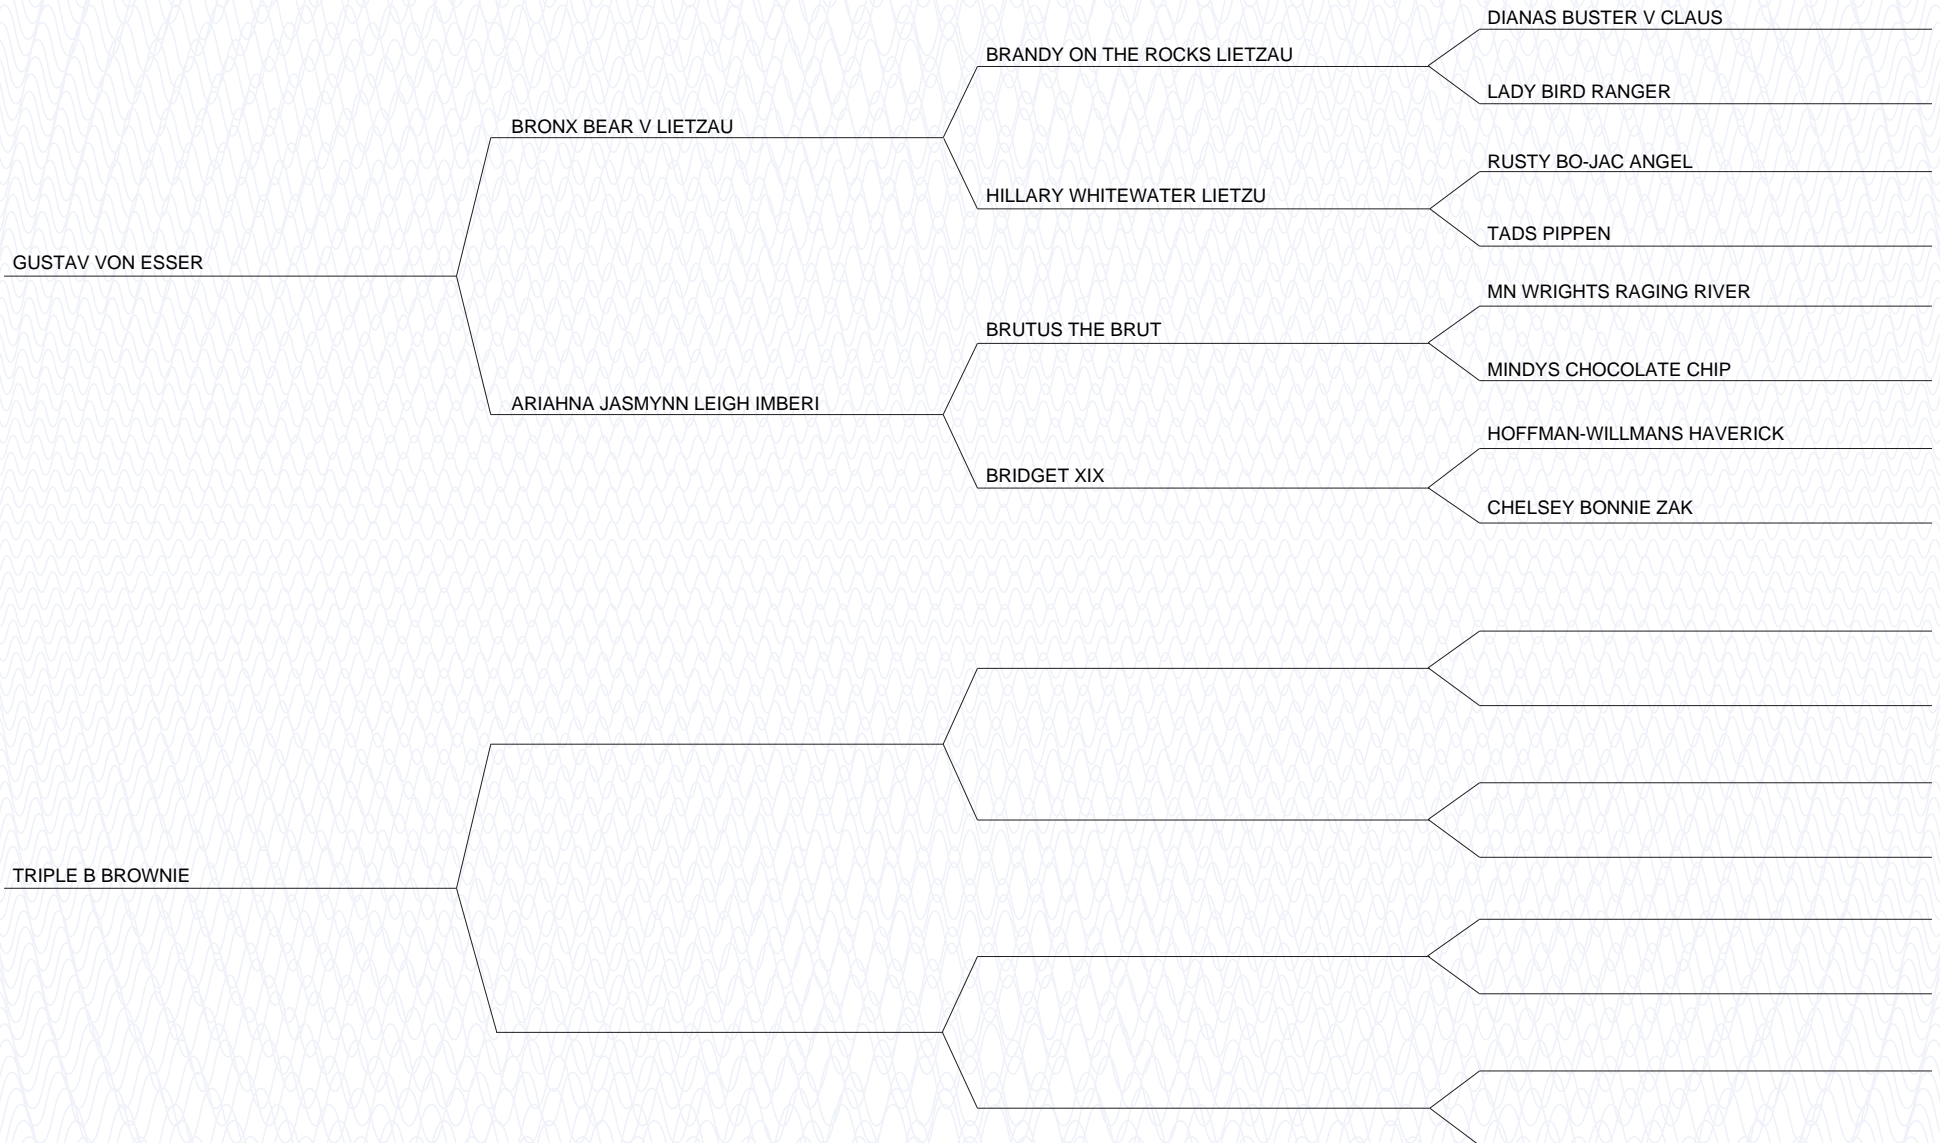 DIANAS BUSTER V CLAUS
BRANDY ON THE ROCKS LIETZAU
LADY BIRD RANGER
BRONX BEAR V LIETZAU
RUSTY BO-JAC ANGEL
HILLARY WHITEWATER LIETZU
TADS PIPPEN
GUSTAV VON ESSER
MN WRIGHTS RAGING RIVER
BRUTUS THE BRUT
MINDYS CHOCOLATE CHIP
ARIAHNA JASMYNN LEIGH IMBERI
HOFFMAN-WILLMANS HAVERICK
BRIDGET XIX
CHELSEY BONNIE ZAK
TRIPLE B BROWNIE